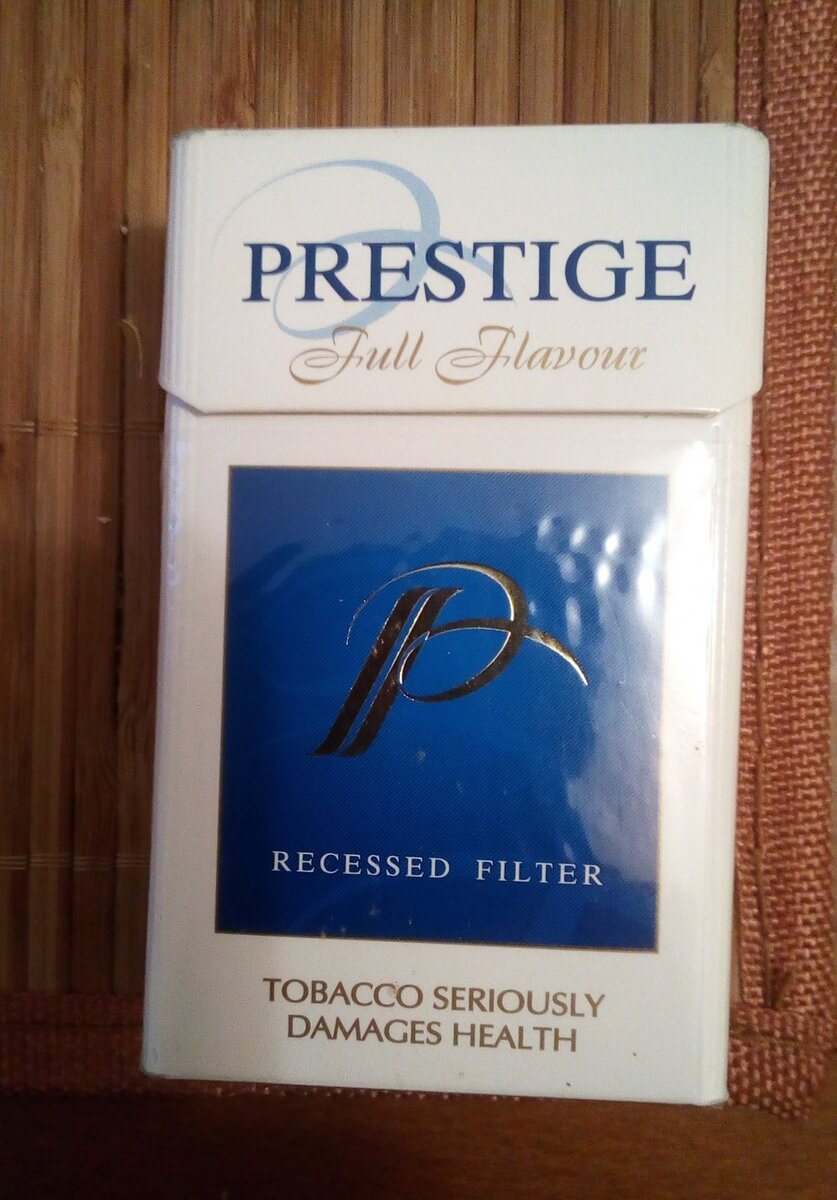 PRESTIGE
Full Flavour
P
RECESSED FILTER
TOBACCO SERIOUSLY
DAMAGES HEALTH